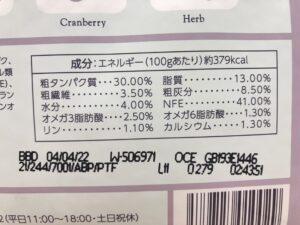 Cranberry
Herb
成分：エネルギー（100gあたり）約379kcal
粗タンパク質…30.00%
脂質…13.00%
粗繊維…3.50%
粗灰分…8.50%
水分…4.00%
NFE…41.00%
オメガ3脂肪酸…2.50%
オメガ6脂肪酸…1.30%
リン…1.10%
カルシウム…1.30%
BBD 04/04/22 W-506971 OCE GB193E1446
21/244/7001/ABP/PTF L11 0279 024351
（平日11:00〜18:00・土日祝休）